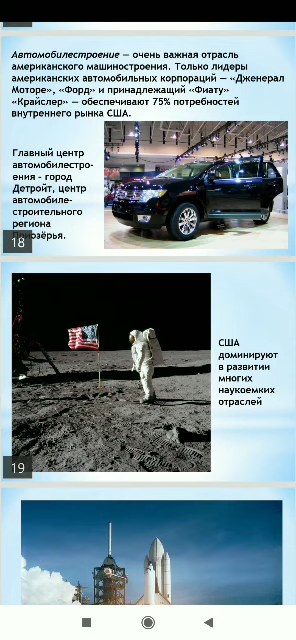 Автомобилестроение — очень важная отрасль
американского машиностроения. Только лидеры
американских автомобильных корпораций — «Дженерал
Моторс», «Форд» и принадлежащий «Фиату»
«Крайслер» — обеспечивают 75% потребностей
внутреннего рынка США.
Главный центр
автомобилестро-
ения - город
Детройт, центр
автомобиле-
строительного
региона
Приозёрья.
18
США
доминируют
в развитии
многих
наукоемких
отраслей
19